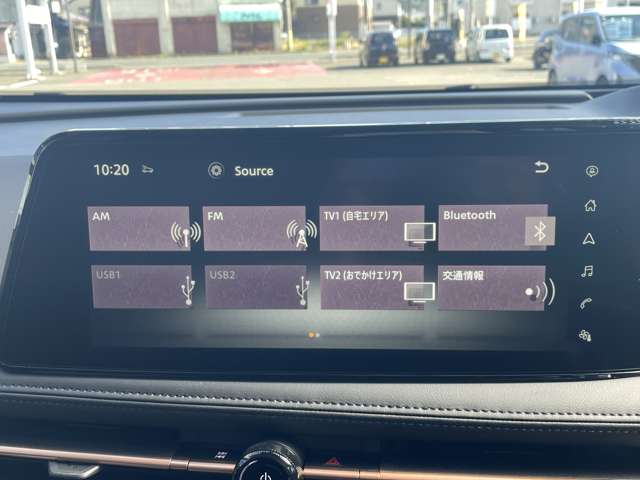 10:20 Source
AM FM TV1 (自宅エリア) Bluetooth
USB1 USB2 TV2 (おでかけエリア) 交通情報